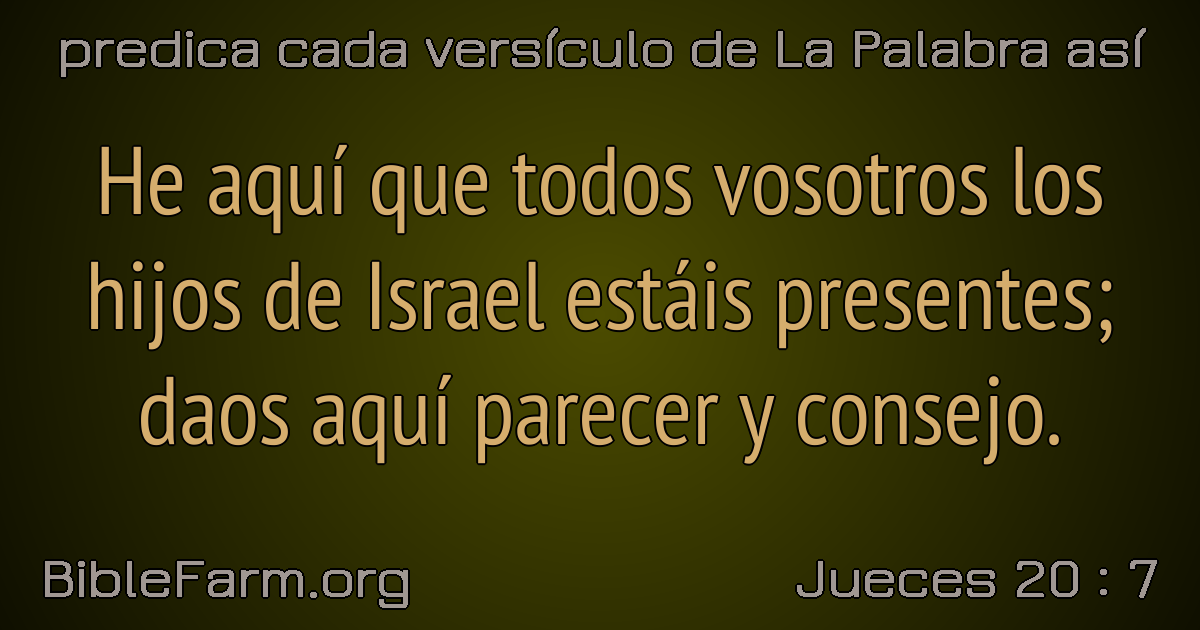 predica cada versículo de La Palabra así
He aquí que todos vosotros los
hijos de Israel estáis presentes;
daos aquí parecer y consejo.
BibleFarm.org
Jueces 20 : 7